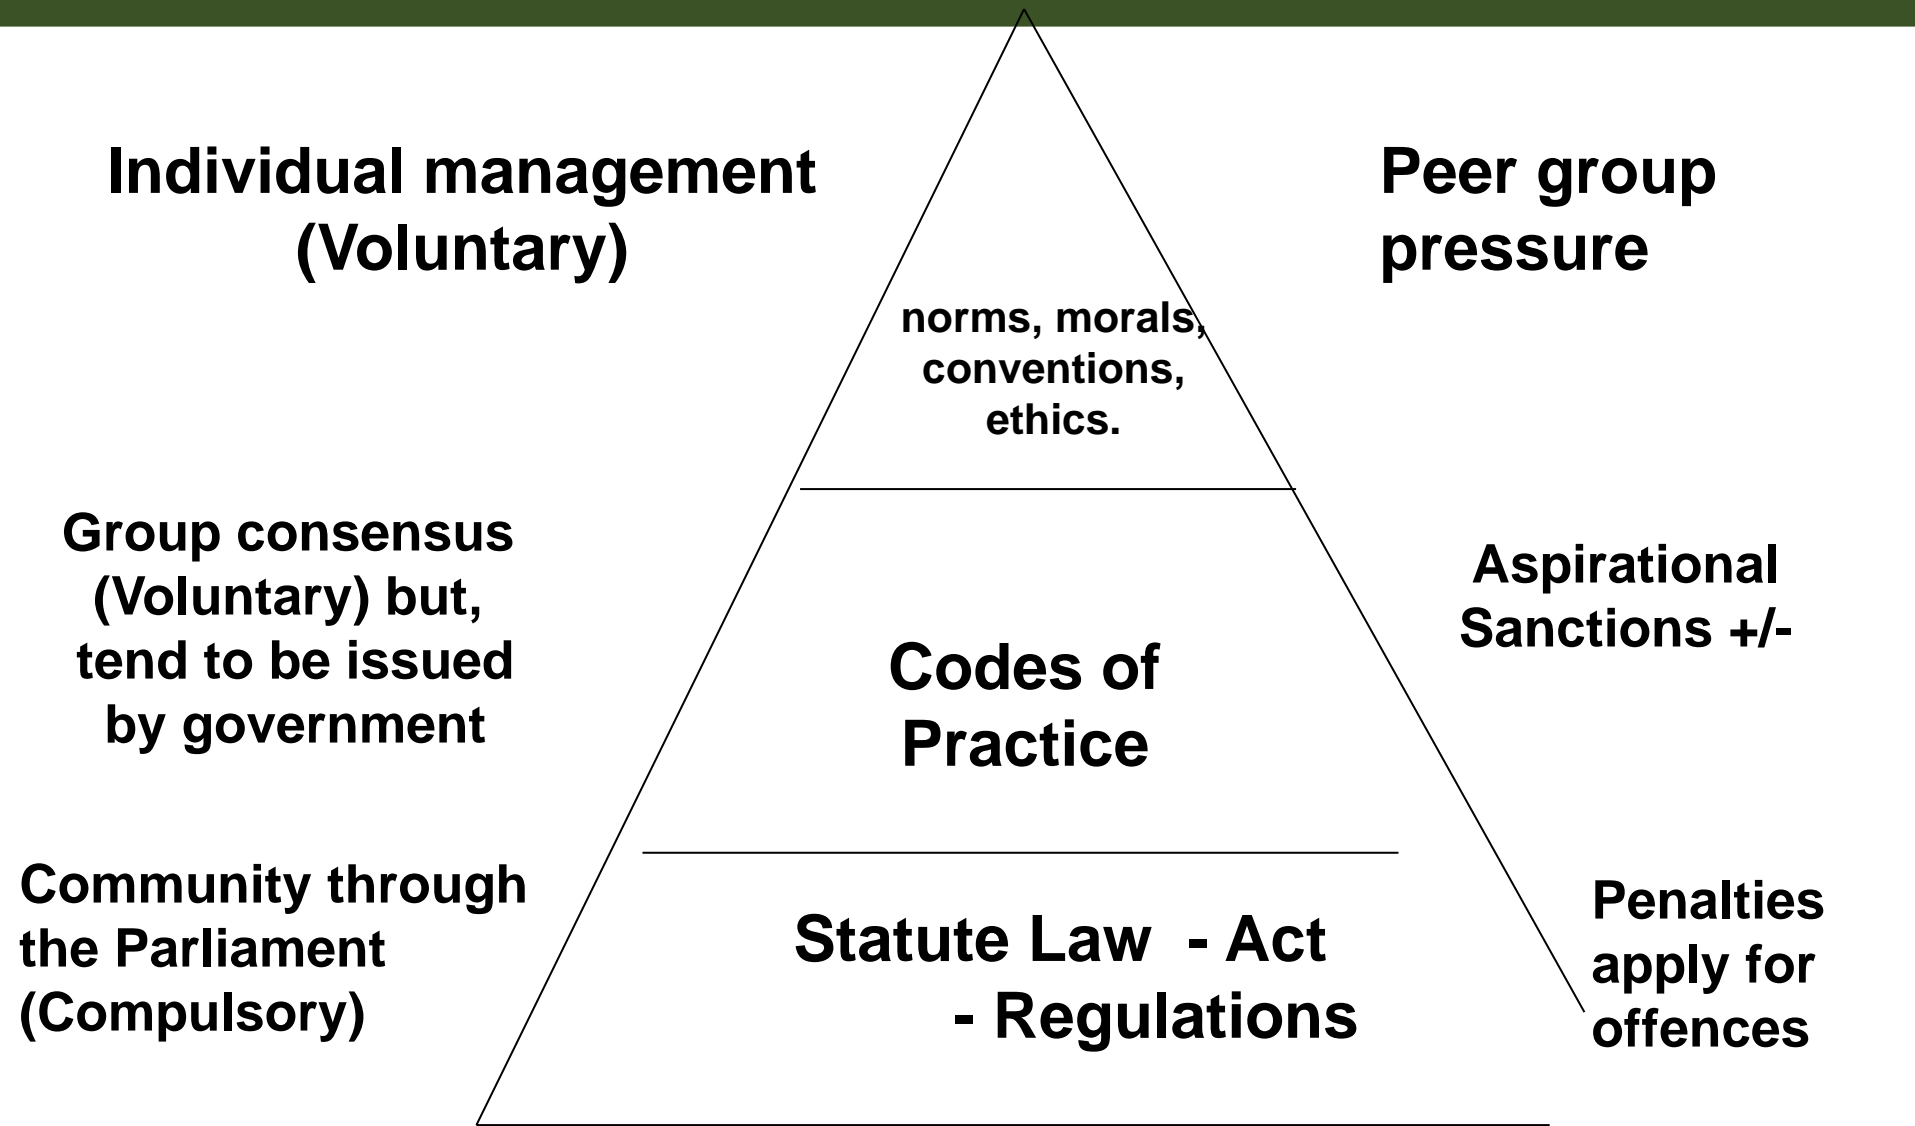 Individual management
(Voluntary)
Peer group
pressure
norms, morals,
conventions,
ethics.
Group consensus
(Voluntary) but,
tend to be issued
by government
Codes of
Practice
Aspirational
Sanctions +/-
Community through
the Parliament
(Compulsory)
Statute Law - Act
- Regulations
Penalties
apply for
offences